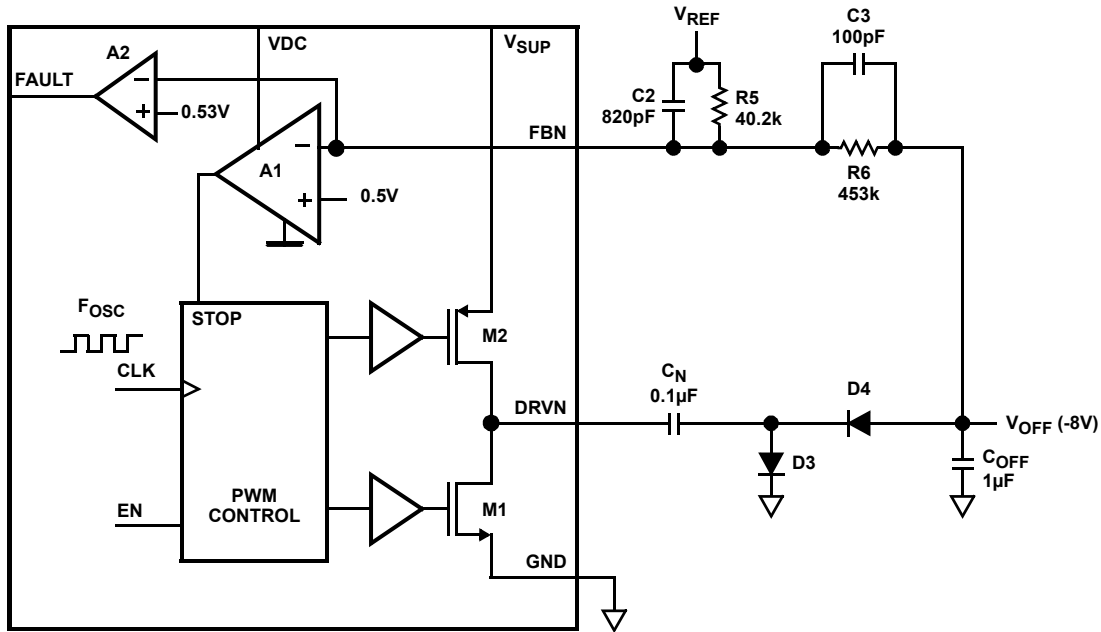 VDC
VSUP
A2
FAULT
−
+
0.53V
VREF
C2
820pF
R5
40.2k
C3
100pF
FBN
R6
453k
−
A1
+
0.5V
FOSC
STOP
CLK
M2
DRVN
CN
0.1µF
D4
VOFF (-8V)
D3
COFF
1µF
EN
PWM
CONTROL
M1
GND